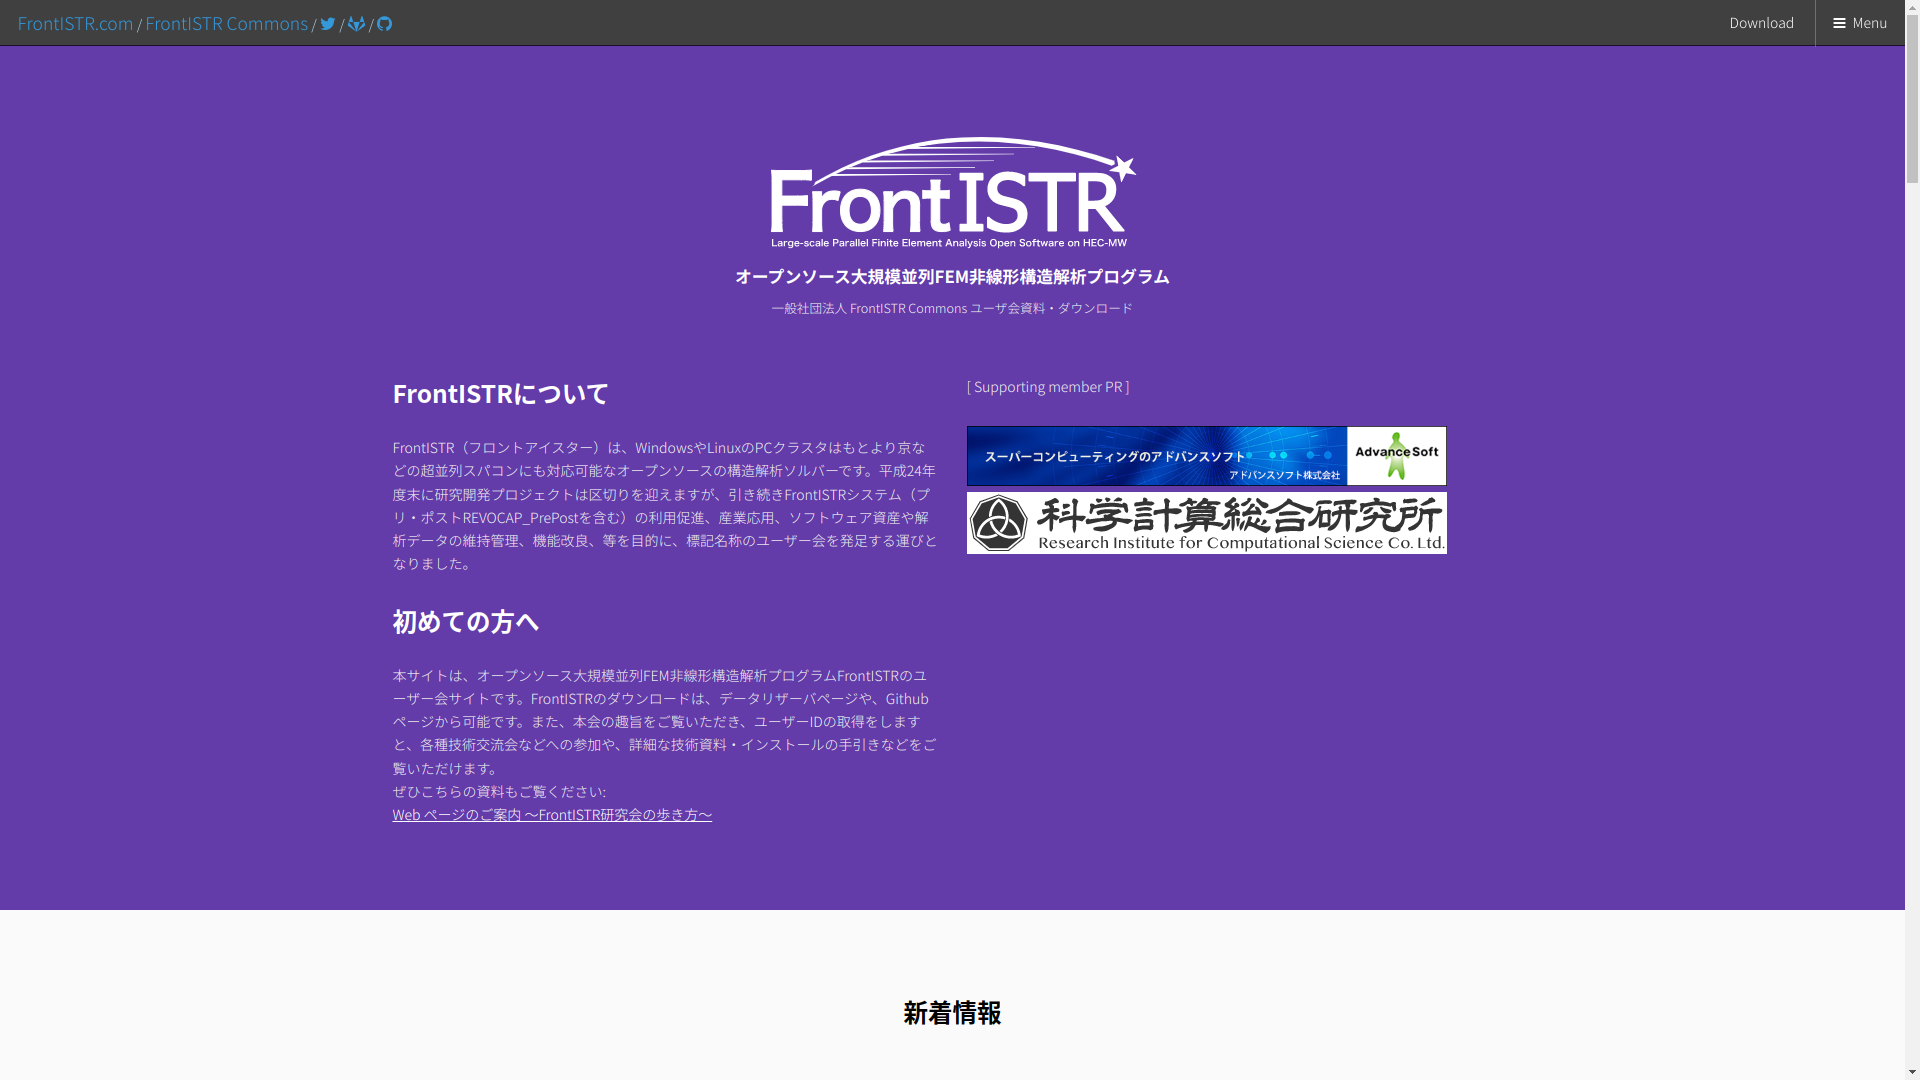 FrontISTR.com / FrontISTR Commons / / /
Download
Menu
FrontISTR
Large-scale Parallel Finite Element Analysis Open Software on HEC-MW
オープンソース大規模並列FEM非線形構造解析プログラム
一般社団法人 FrontISTR Commons ユーザ会資料・ダウンロード
FrontISTRについて
FrontISTR（フロントアイスター）は、WindowsやLinuxのPCクラスタはもとより京な
どの超並列スパコンにも対応可能なオープンソースの構造解析ソルバーです。平成24年
度末に研究開発プロジェクトは区切りを迎えますが、引き続きFrontISTRシステム（プ
リ・ポストREVOCAP_PrePostを含む）の利用促進、産業応用、ソフトウェア資産や解
析データの維持管理、機能改良、等を目的に、標記名称のユーザー会を発足する運びと
なりました。
初めての方へ
本サイトは、オープンソース大規模並列FEM非線形構造解析プログラムFrontISTRのユ
ーザー会サイトです。FrontISTRのダウンロードは、データリザーバページや、Github
ページから可能です。また、本会の趣旨をご覧いただき、ユーザーIDの取得をします
と、各種技術交流会などへの参加や、詳細な技術資料・インストールの手引きなどをご
覧いただけます。
ぜひこちらの資料もご覧ください:
Web ページのご案内 〜FrontISTR研究会の歩き方〜
[ Supporting member PR ]
スーパーコンピューティングのアドバンスソフト
アドバンスソフト株式会社
AdvanceSoft
科学計算総合研究所
Research Institute for Computational Science Co. Ltd.
新着情報